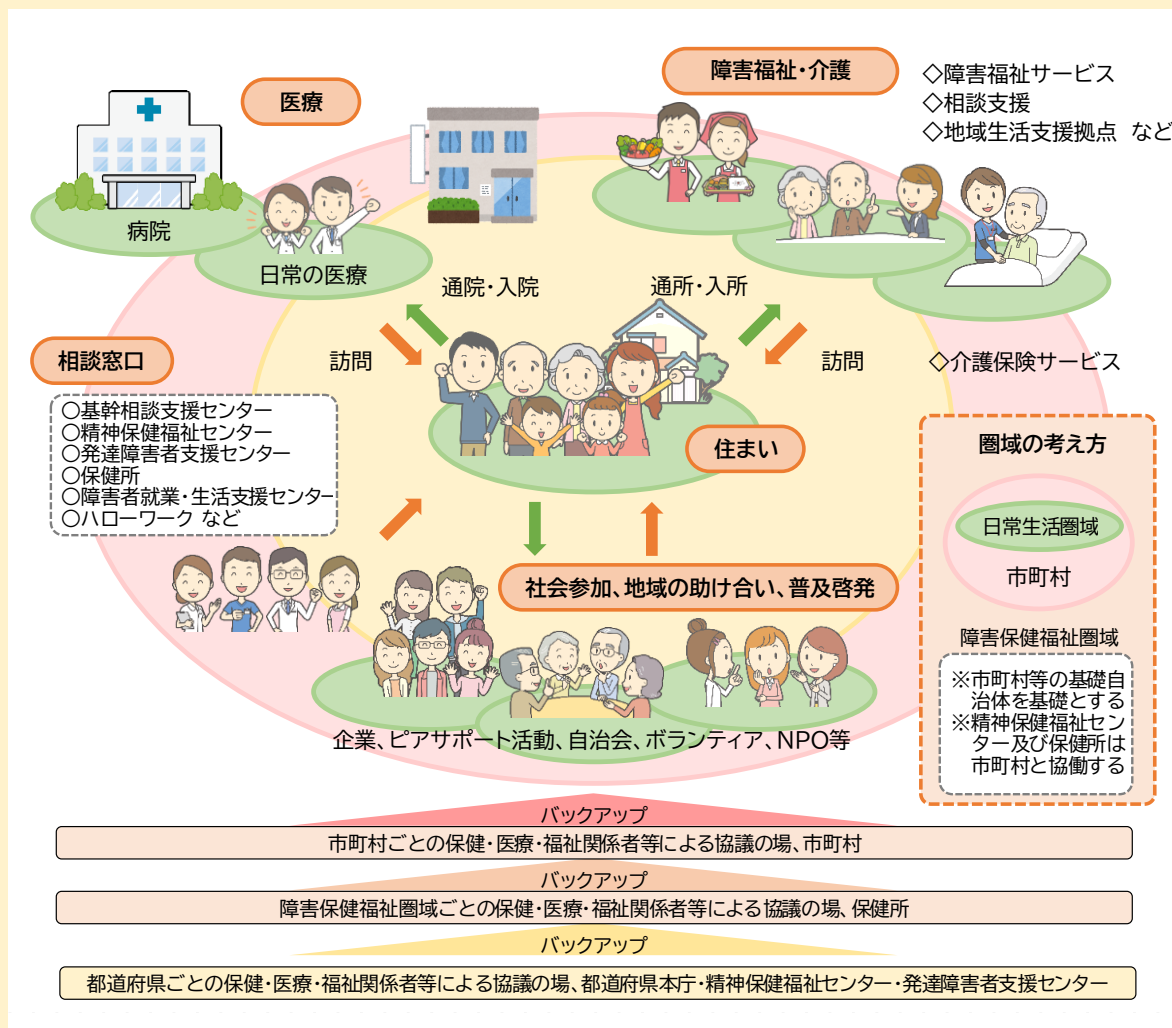 障害福祉・介護
◇障害福祉サービス
◇相談支援
◇地域生活支援拠点 など
医療
病院
日常の医療
通院・入院
通所・入所
訪問
訪問
◇介護保険サービス
相談窓口
○基幹相談支援センター
○精神保健福祉センター
○発達障害者支援センター
○保健所
○障害者就業・生活支援センター
○ハローワーク など
住まい
圏域の考え方
日常生活圏域
市町村
障害保健福祉圏域
※市町村等の基礎自
治体を基礎とする
※精神保健福祉セン
ター及び保健所は
市町村と協働する
社会参加、地域の助け合い、普及啓発
企業、ピアサポート活動、自治会、ボランティア、NPO等
バックアップ
市町村ごとの保健・医療・福祉関係者等による協議の場、市町村
バックアップ
障害保健福祉圏域ごとの保健・医療・福祉関係者等による協議の場、保健所
バックアップ
都道府県ごとの保健・医療・福祉関係者等による協議の場、都道府県本庁・精神保健福祉センター・発達障害者支援センター